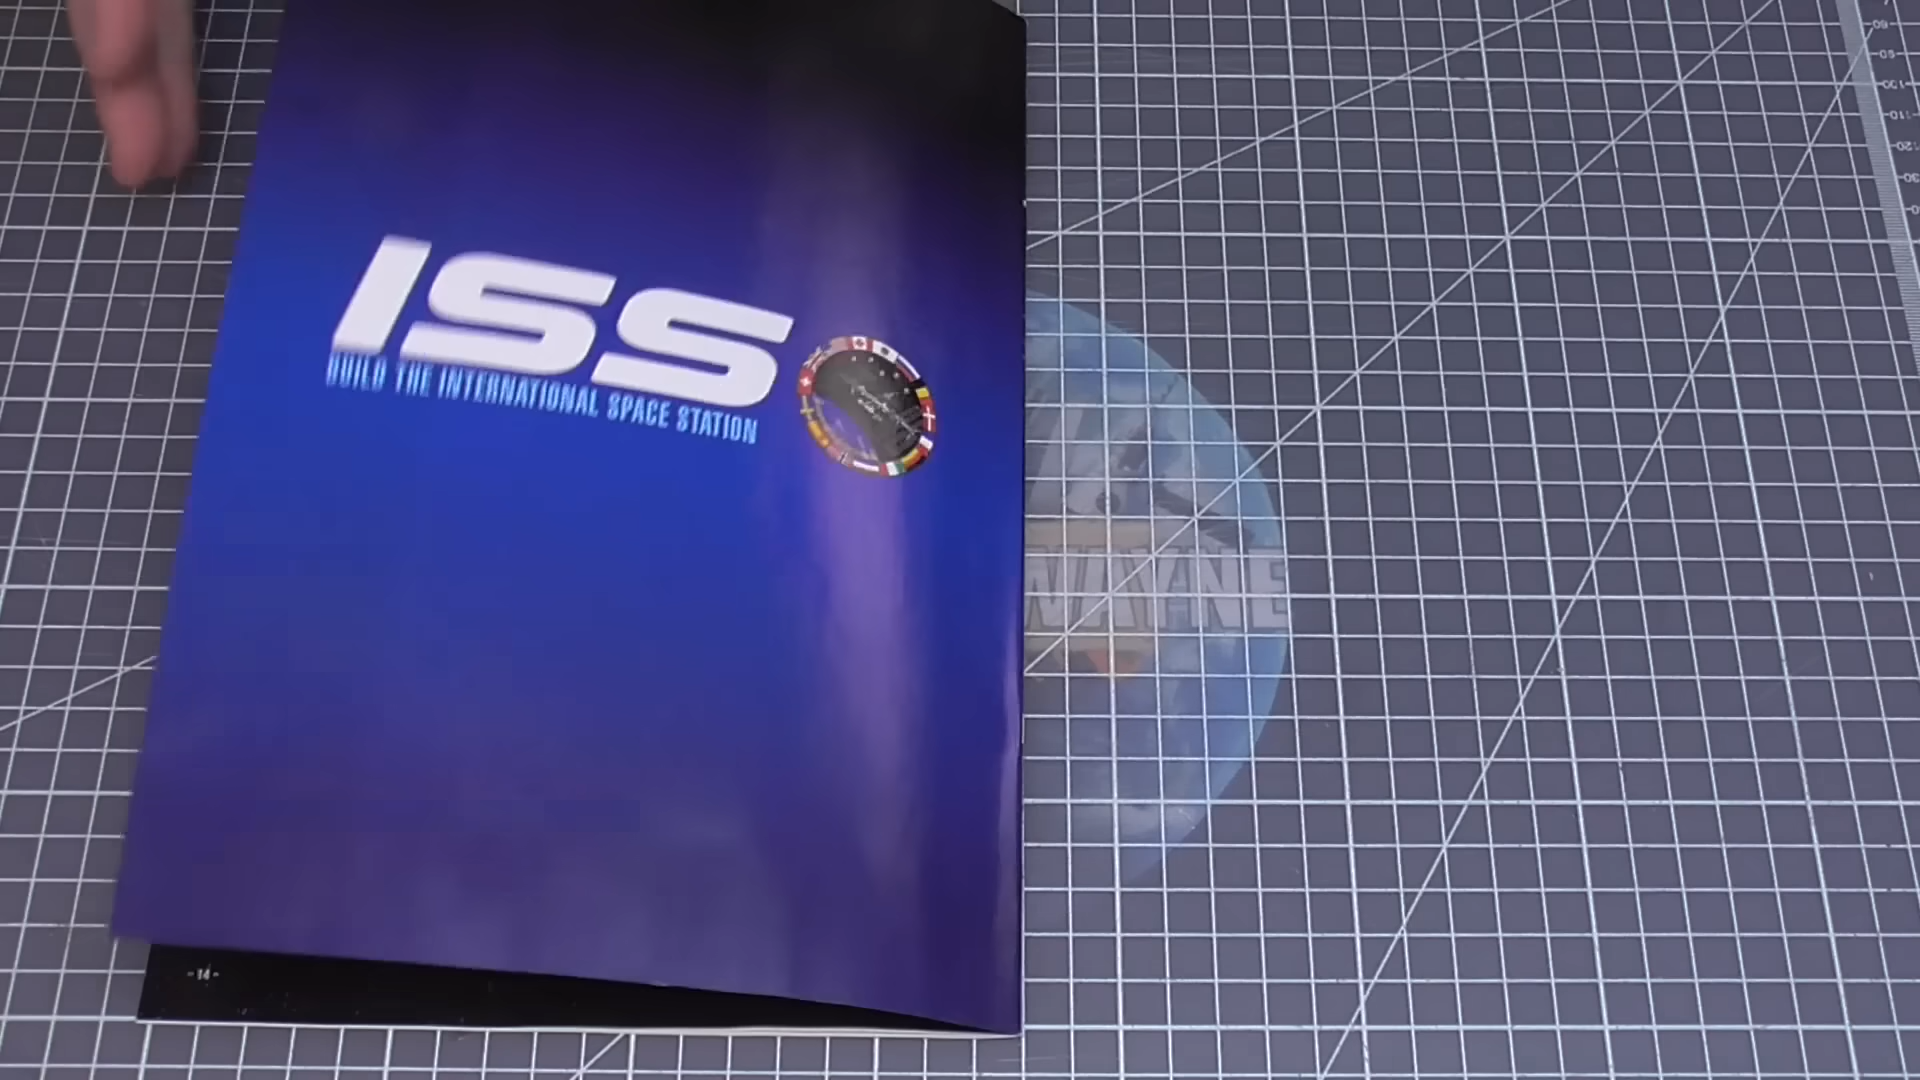 ISS
BUILD THE INTERNATIONAL SPACE STATION
WAYNE
- 14 -